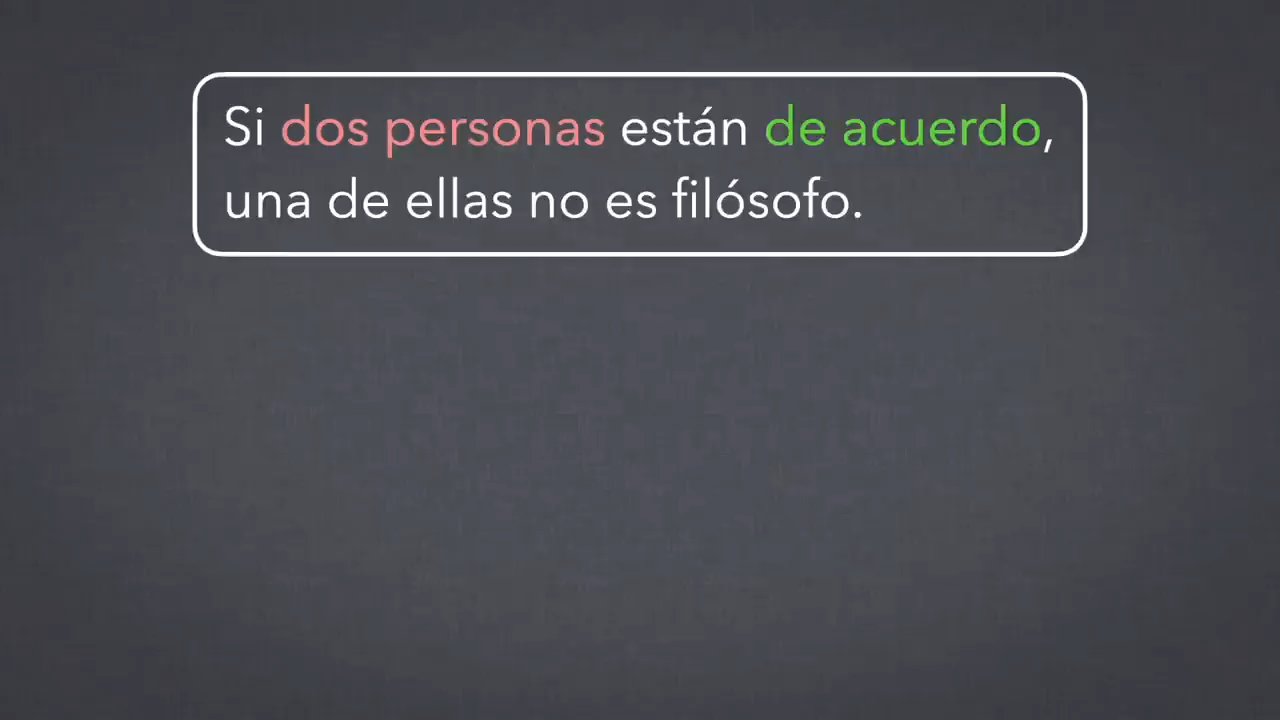 Si dos personas están de acuerdo,
una de ellas no es filósofo.